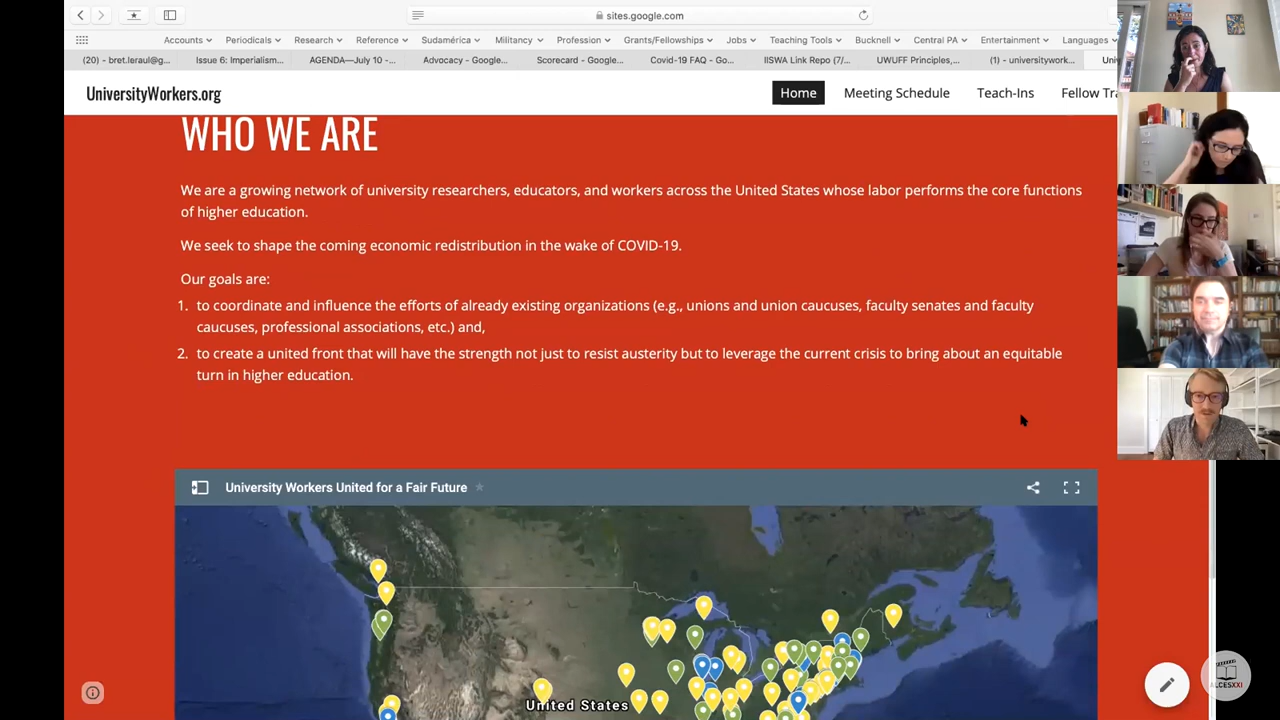 sites.google.com
Accounts Periodicals Research Reference Sudamérica Militancy Profession Grants/Fellowships Jobs Teaching Tools Bucknell Central PA Entertainment Languages
(20) - bret.leraul@g... Issue 6: Imperialism... AGENDA—July 10 -... Advocacy - Google... Scorecard - Google... Covid-19 FAQ - Go... IISWA Link Repo (7/... UWUFF Principles,... (1) - universitywork... Uni
UniversityWorkers.org Home Meeting Schedule Teach-Ins Fellow Tra
WHO WE ARE
We are a growing network of university researchers, educators, and workers across the United States whose labor performs the core functions
of higher education.
We seek to shape the coming economic redistribution in the wake of COVID-19.
Our goals are:
1. to coordinate and influence the efforts of already existing organizations (e.g., unions and union caucuses, faculty senates and faculty
caucuses, professional associations, etc.) and,
2. to create a united front that will have the strength not just to resist austerity but to leverage the current crisis to bring about an equitable
turn in higher education.
University Workers United for a Fair Future
United States
ALCESXXI